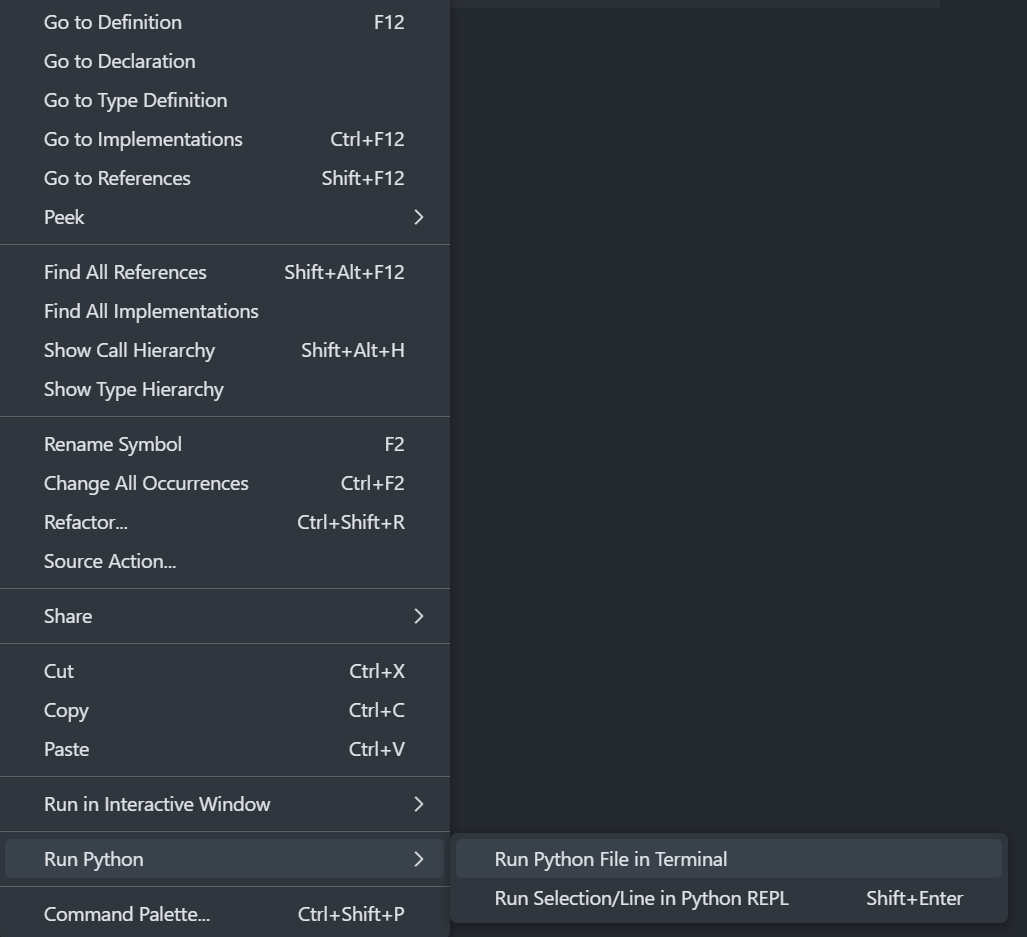 Go to Definition F12
Go to Declaration
Go to Type Definition
Go to Implementations Ctrl+F12
Go to References Shift+F12
Peek
Find All References Shift+Alt+F12
Find All Implementations
Show Call Hierarchy Shift+Alt+H
Show Type Hierarchy
Rename Symbol F2
Change All Occurrences Ctrl+F2
Refactor... Ctrl+Shift+R
Source Action...
Share
Cut Ctrl+X
Copy Ctrl+C
Paste Ctrl+V
Run in Interactive Window
Run Python
Run Python File in Terminal
Run Selection/Line in Python REPL Shift+Enter
Command Palette... Ctrl+Shift+P